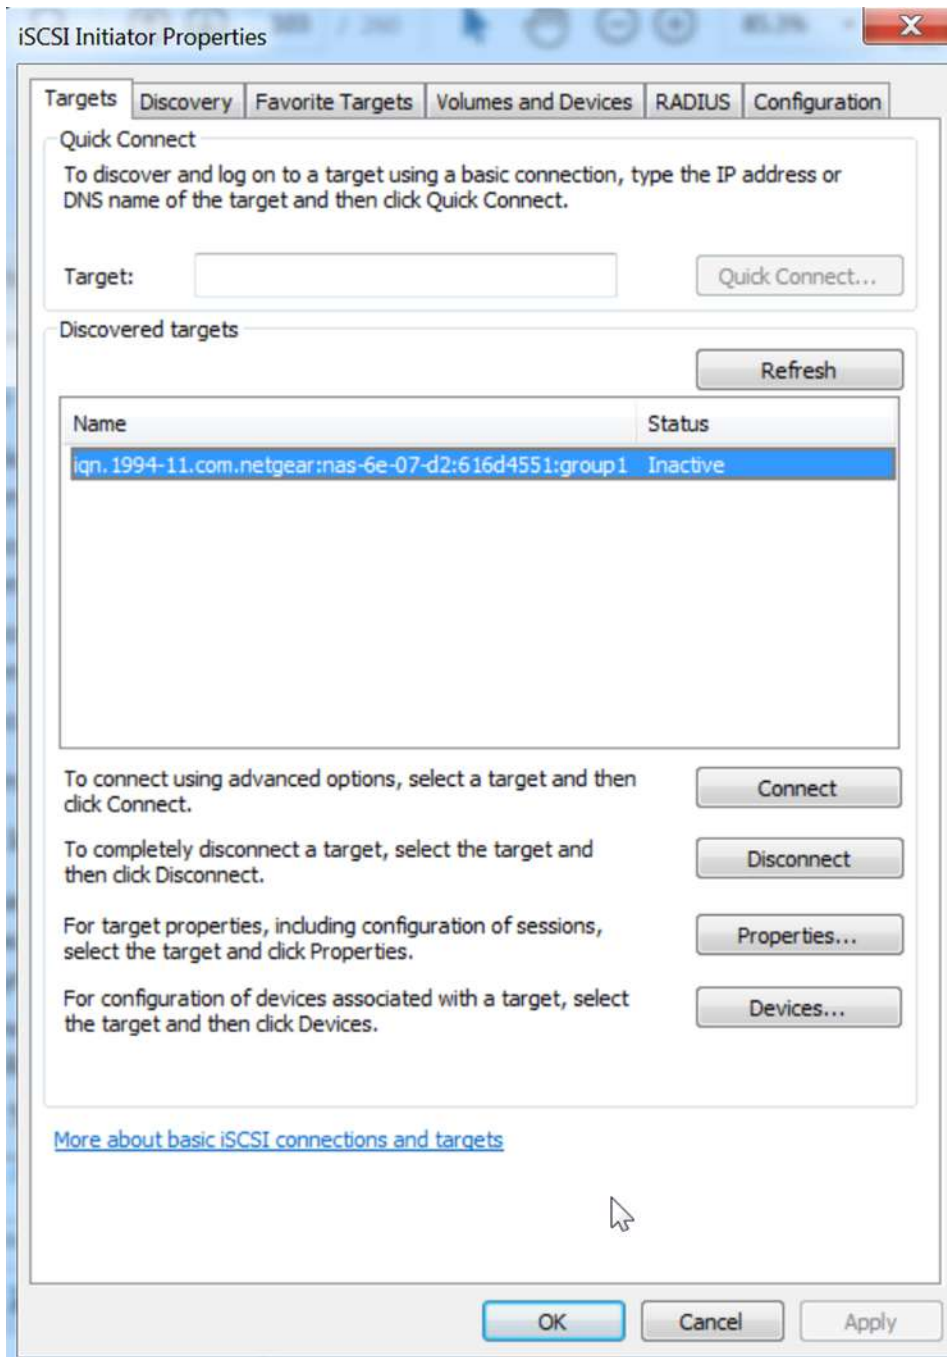 iSCSI Initiator Properties
Targets Discovery Favorite Targets Volumes and Devices RADIUS Configuration
Quick Connect
To discover and log on to a target using a basic connection, type the IP address or
DNS name of the target and then click Quick Connect.
Target:
Quick Connect...
Discovered targets
Refresh
Name Status
iqn.1994-11.com.netgear:nas-6e-07-d2:616d4551:group1 Inactive
To connect using advanced options, select a target and then
click Connect.
Connect
To completely disconnect a target, select the target and
then click Disconnect.
Disconnect
For target properties, including configuration of sessions,
select the target and click Properties.
Properties...
For configuration of devices associated with a target, select
the target and then click Devices.
Devices...
More about basic iSCSI connections and targets
OK Cancel Apply